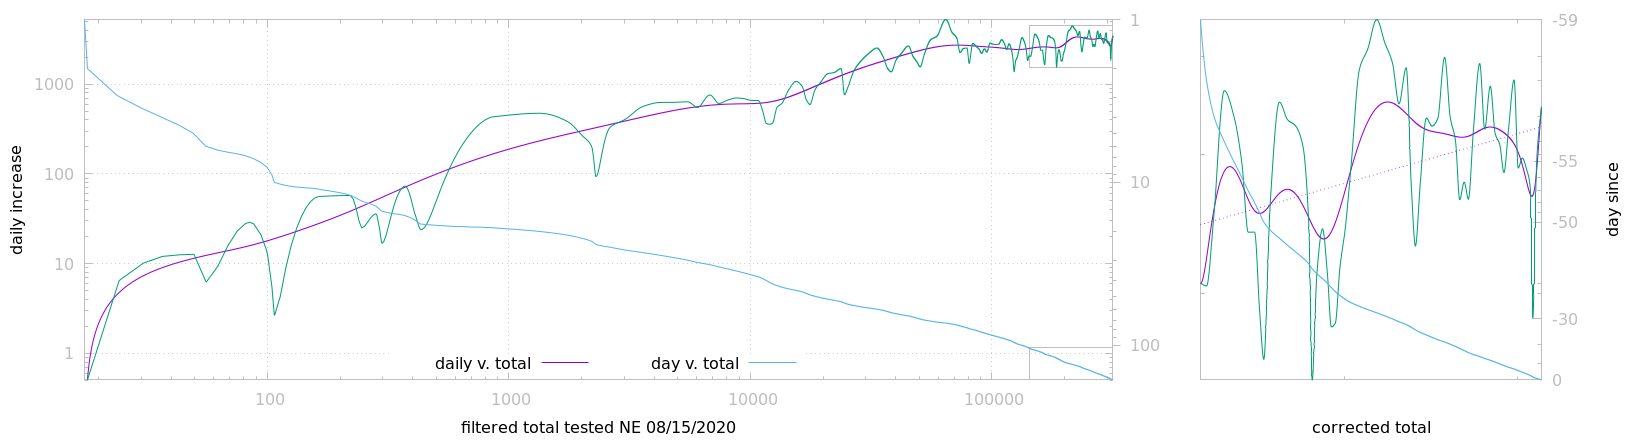 daily increase
1000
100
10
1
daily v. total
day v. total
100
1000
10000
100000
filtered total tested NE 08/15/2020
1
10
100
-59
-55
-50
-30
0
day since
corrected total